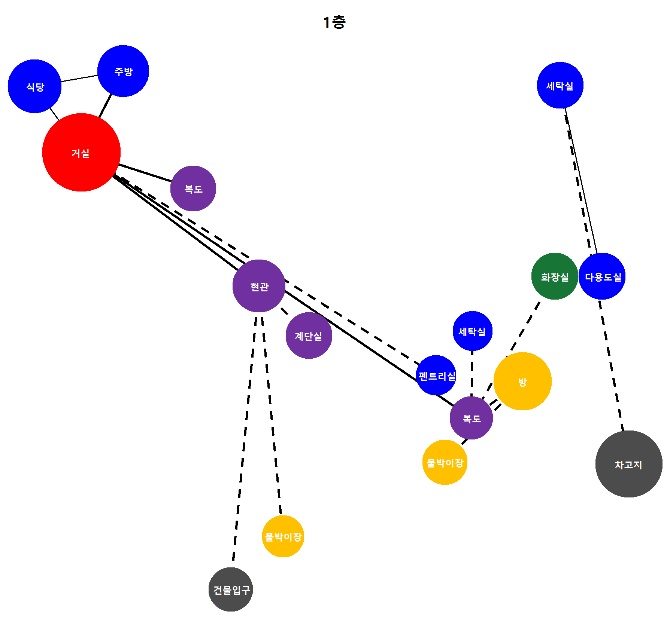 1층
주방
식당
세탁실
거실
복도
화장실
다용도실
현관
세탁실
계단실
펜트리실
방
복도
붙박이장
차고지
붙박이장
건물입구